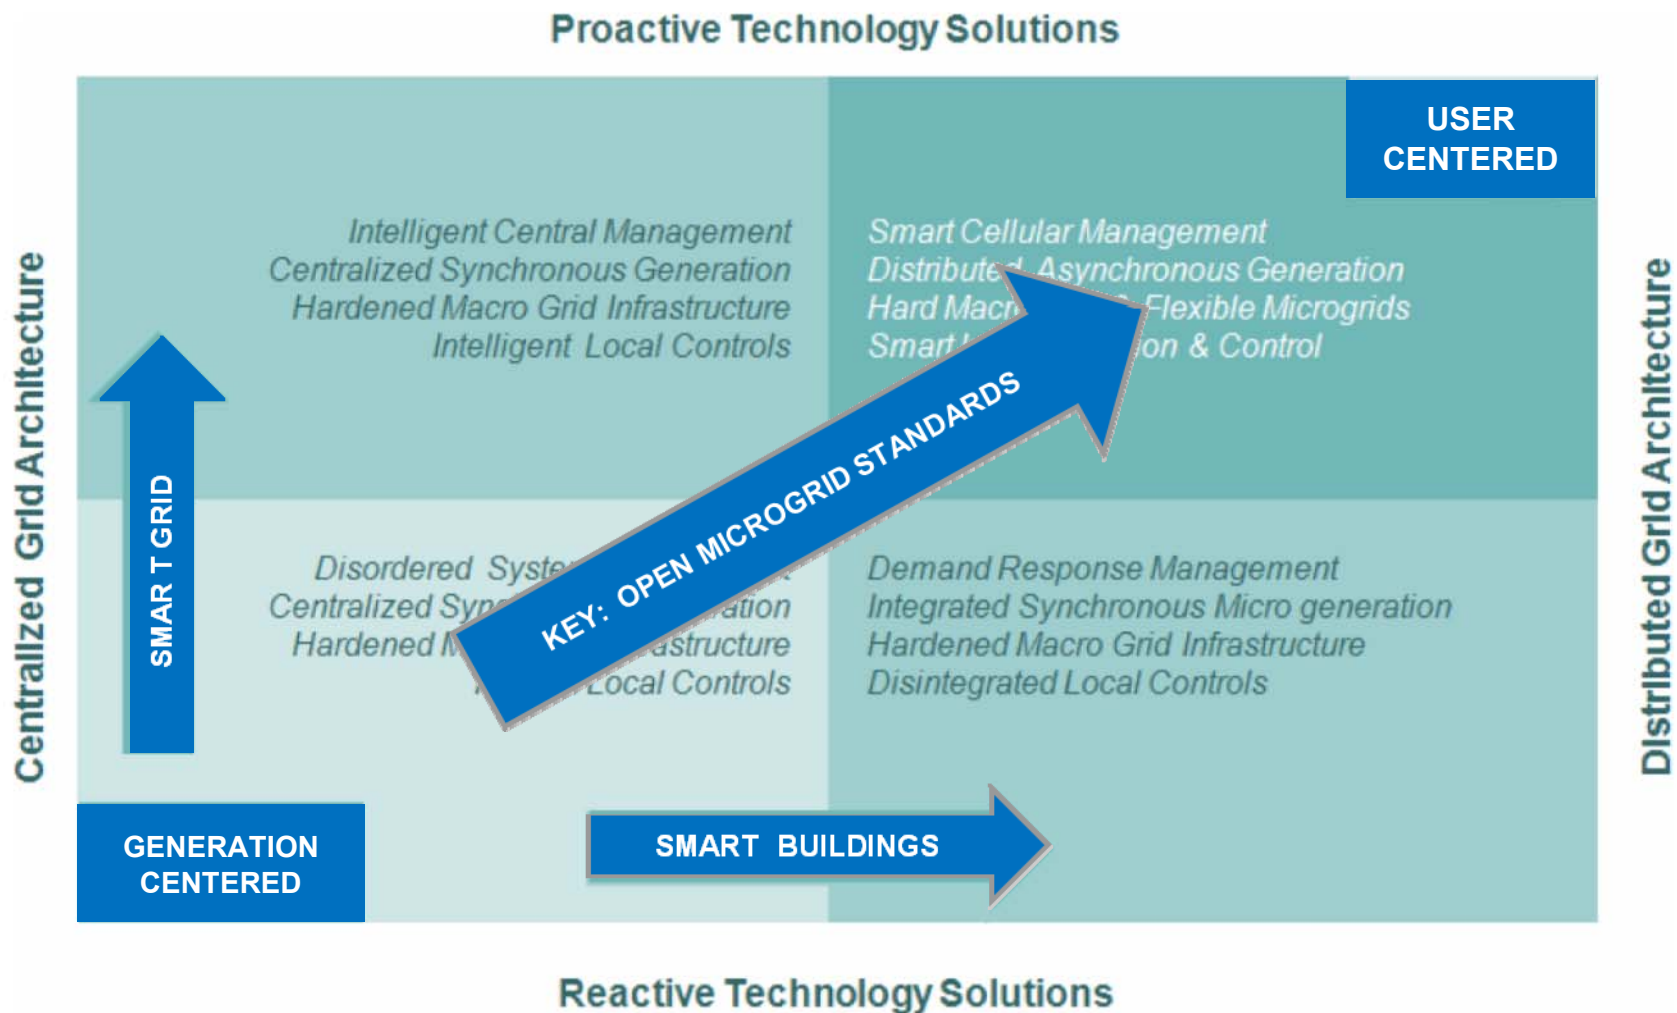 Proactive Technology Solutions
USER
CENTERED
Centralized Grid Architecture
Intelligent Central Management
Centralized Synchronous Generation
Hardened Macro Grid Infrastructure
Intelligent Local Controls
Smart Cellular Management
Distributed Asynchronous Generation
Hard Flexible Microgrids
Smart & Control
Distributed Grid Architecture
SMART GRID
KEY: OPEN MICROGRID STANDARDS
Disordered
Centralized
Hardened
Local Controls
Demand Response Management
Integrated Synchronous Micro generation
Hardened Macro Grid Infrastructure
Disintegrated Local Controls
GENERATION
CENTERED
SMART BUILDINGS
Reactive Technology Solutions